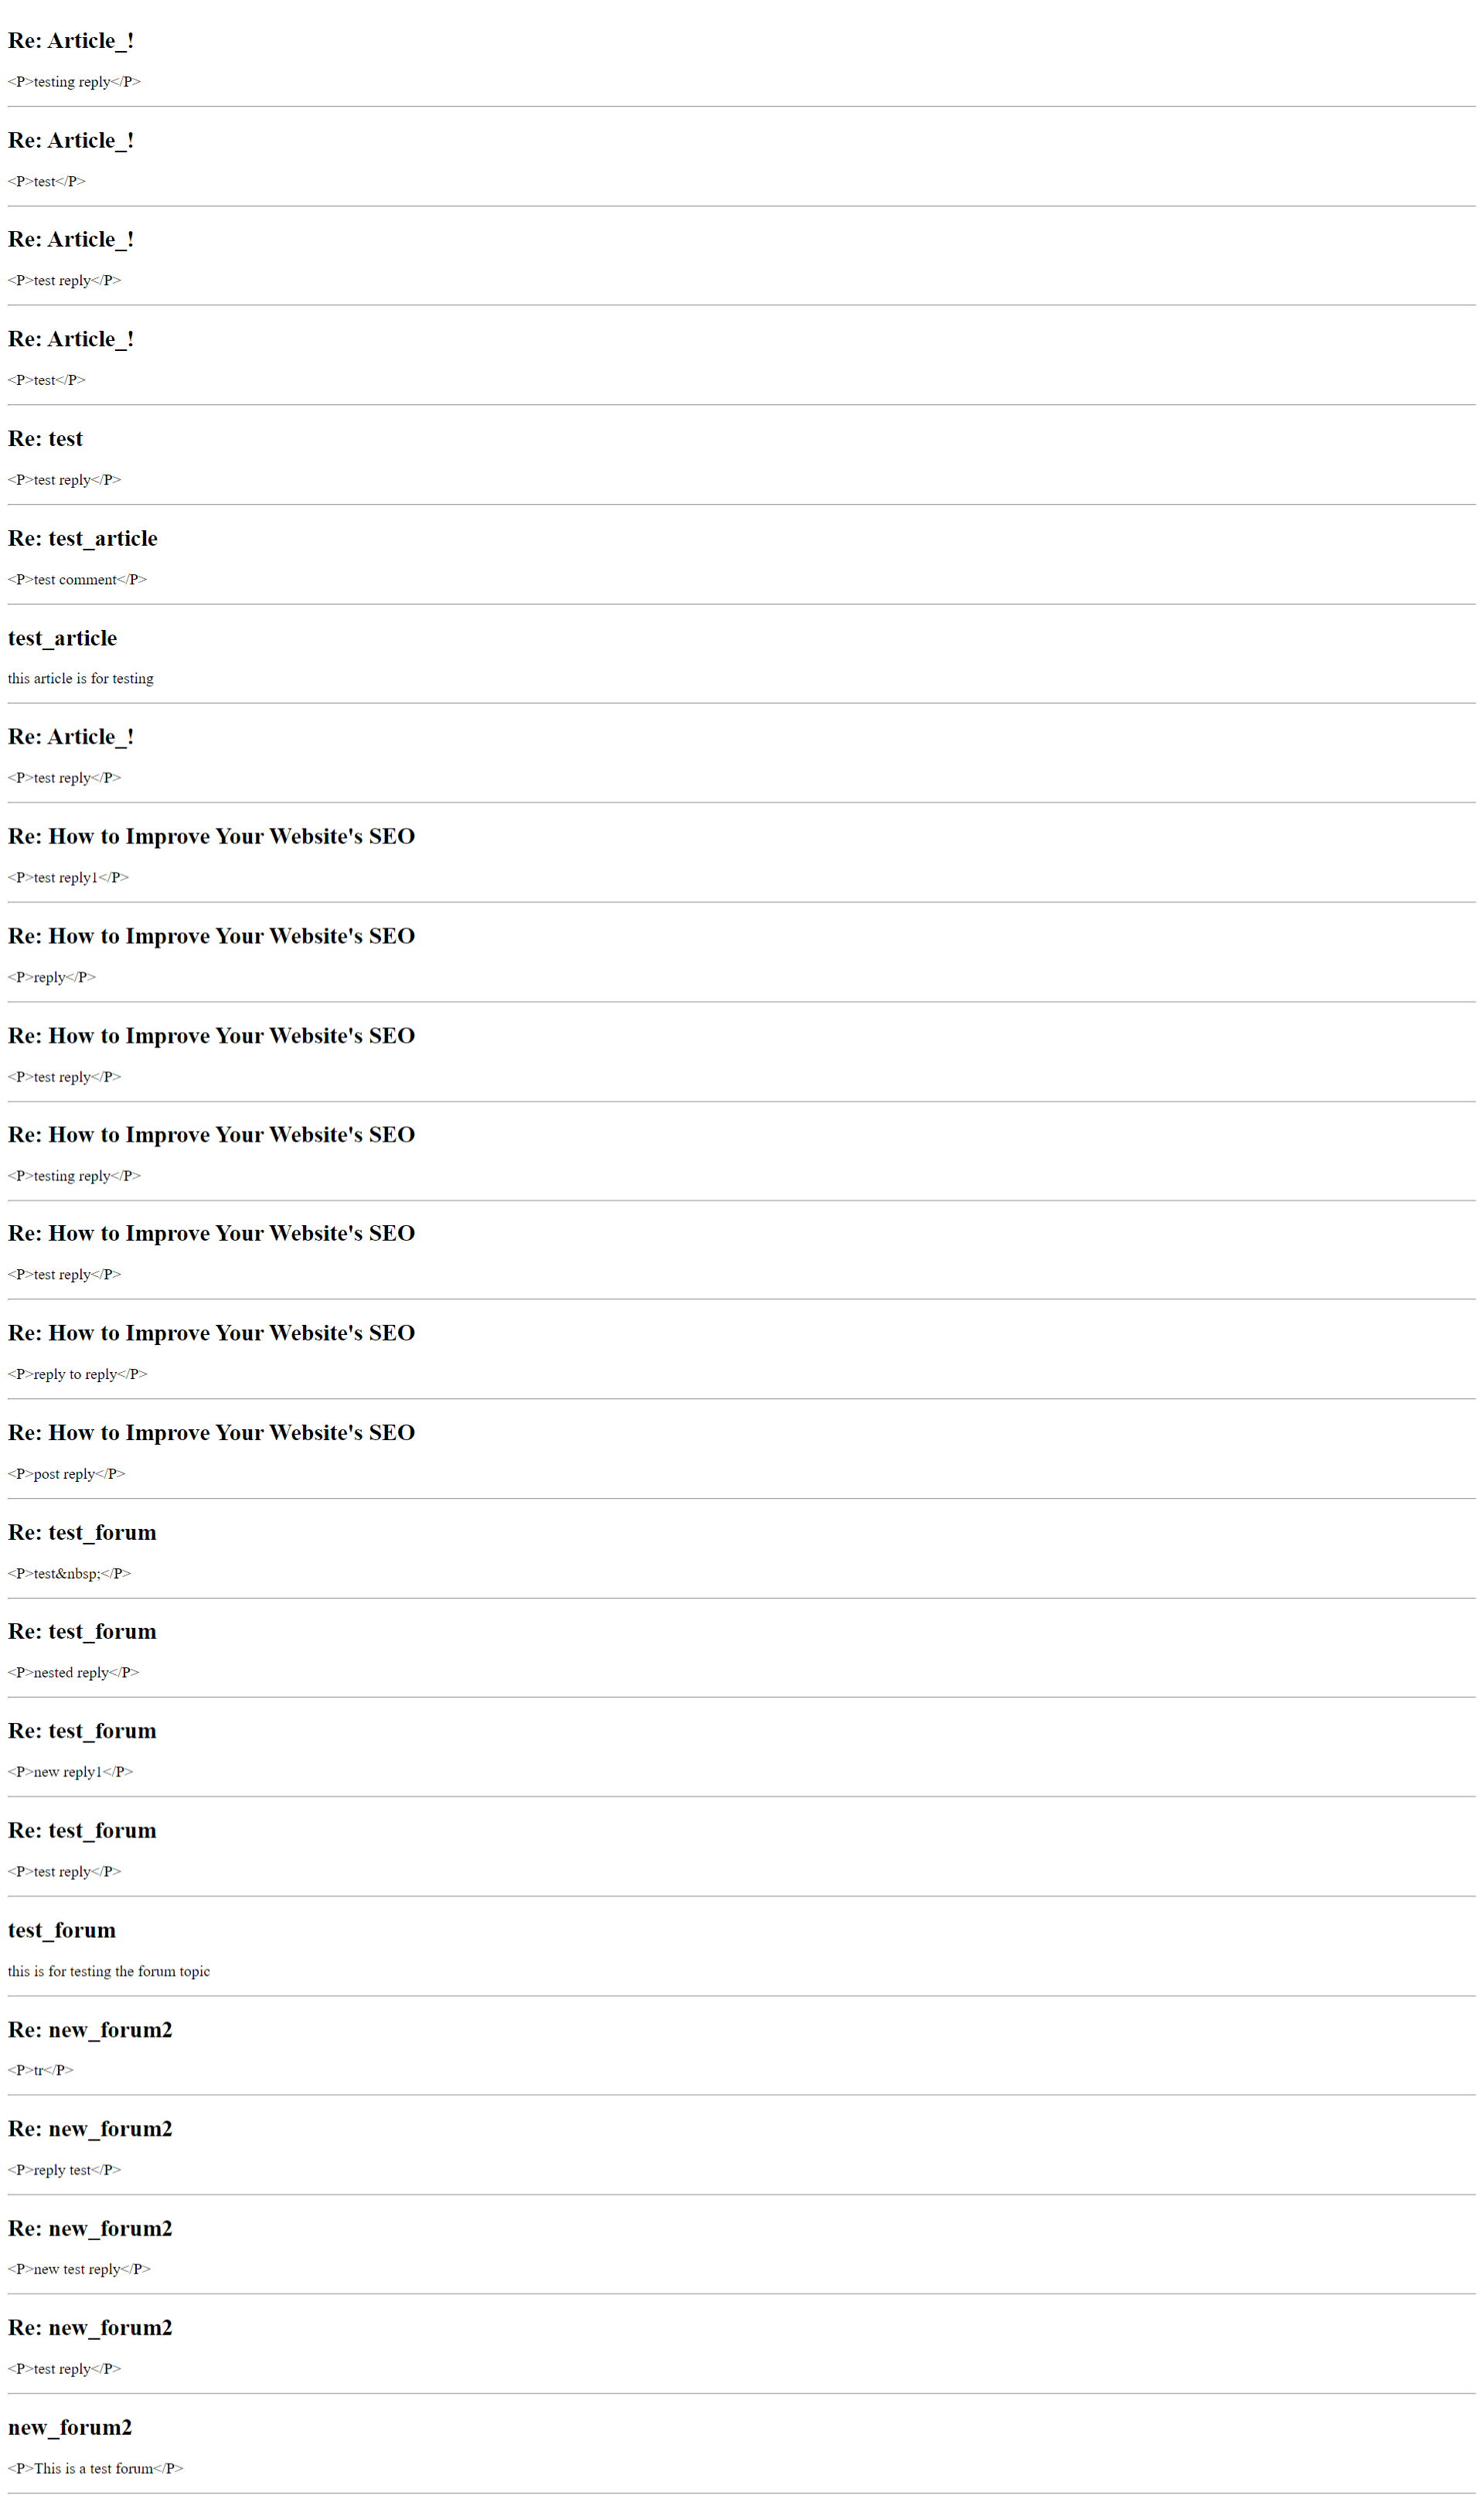 Re: Article_!
<P>testing reply</P>
Re: Article_!
<P>test</P>
Re: Article_!
<P>test reply</P>
Re: Article_!
<P>test</P>
Re: test
<P>test reply</P>
Re: test_article
<P>test comment</P>
test_article
this article is for testing
Re: Article_!
<P>test reply</P>
Re: How to Improve Your Website's SEO
<P>test reply1</P>
Re: How to Improve Your Website's SEO
<P>reply</P>
Re: How to Improve Your Website's SEO
<P>test reply</P>
Re: How to Improve Your Website's SEO
<P>testing reply</P>
Re: How to Improve Your Website's SEO
<P>test reply</P>
Re: How to Improve Your Website's SEO
<P>reply to reply</P>
Re: How to Improve Your Website's SEO
<P>post reply</P>
Re: test_forum
<P>test&nbsp;</P>
Re: test_forum
<P>nested reply</P>
Re: test_forum
<P>new reply1</P>
Re: test_forum
<P>test reply</P>
test_forum
this is for testing the forum topic
Re: new_forum2
<P>tr</P>
Re: new_forum2
<P>reply test</P>
Re: new_forum2
<P>new test reply</P>
Re: new_forum2
<P>test reply</P>
new_forum2
<P>This is a test forum</P>